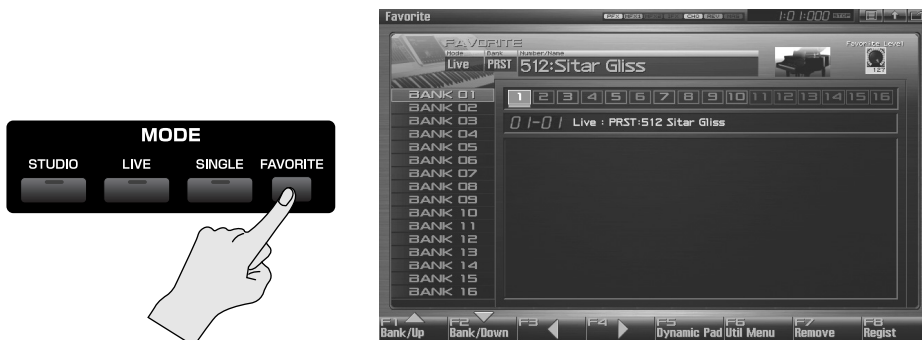 MODE
STUDIO LIVE SINGLE FAVORITE
Favorite
1:01:000
FAVORITE
Mode Bank Number/Name
Favorite Level
Live PRST 512:Sitar Gliss
127
BANK 01
1 2 3 4 5 6 7 8 9 10 11 12 13 14 15 16
BANK 02
BANK 03
01-01 Live : PRST:512 Sitar Gliss
BANK 04
BANK 05
BANK 06
BANK 07
BANK 08
BANK 09
BANK 10
BANK 11
BANK 12
BANK 13
BANK 14
BANK 15
BANK 16
F1 F2 F3 F4 F5 F6 F7 F8
Bank/Up Bank/Down Dynamic Pad Util Menu Remove Regist